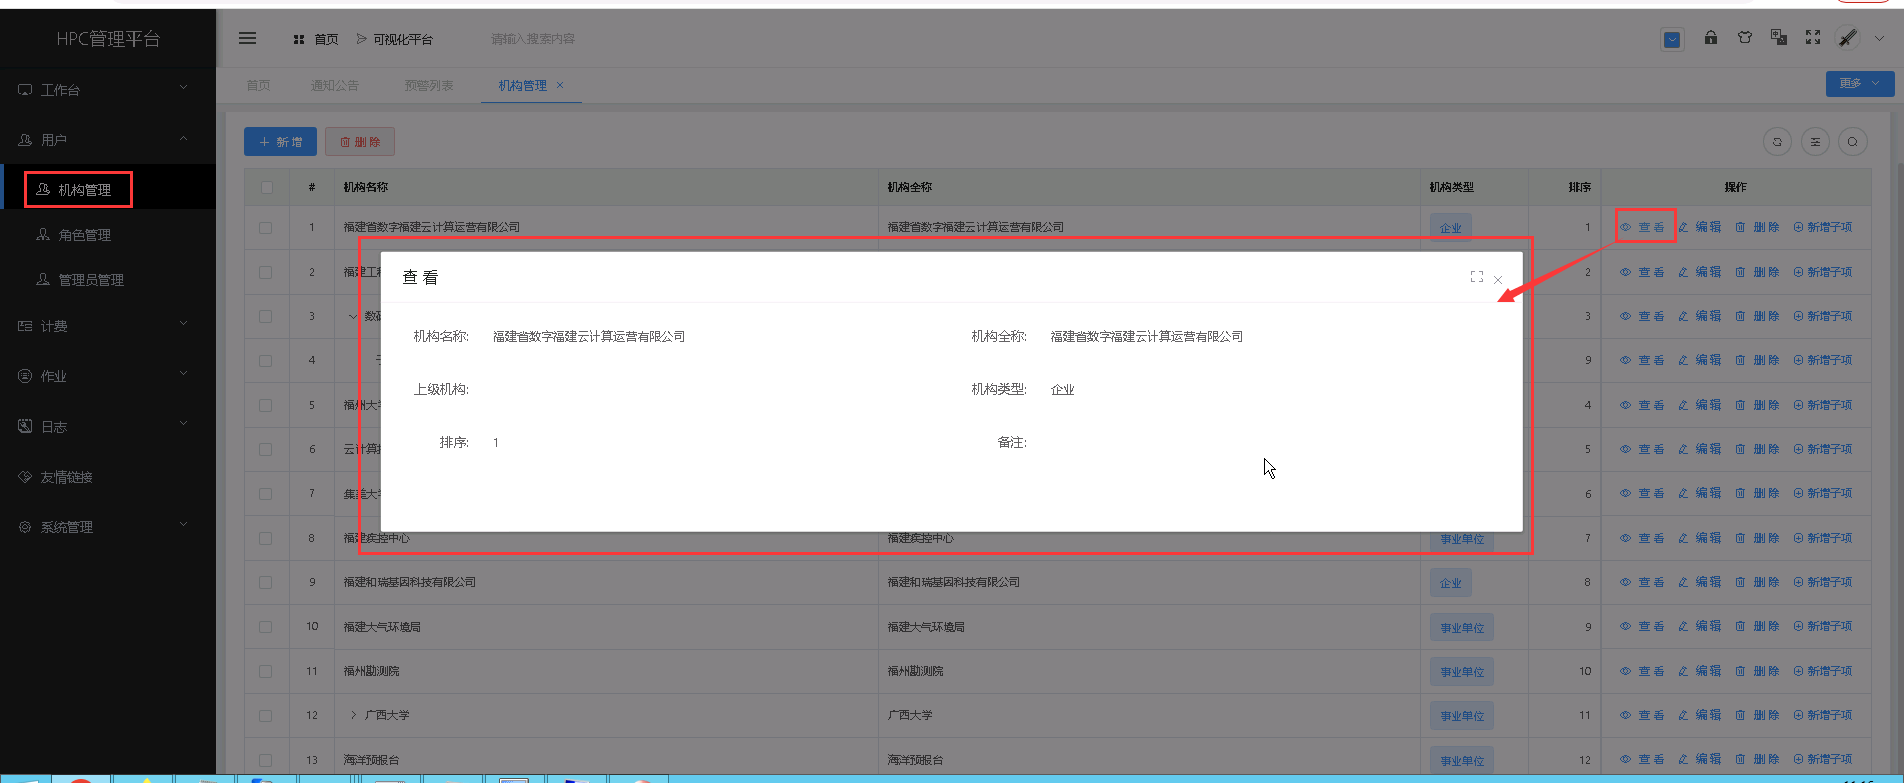 HPC管理平台
首页
可视化平台
请输入搜索内容
工作台
用户
机构管理
角色管理
管理员管理
计费
作业
日志
友情链接
系统管理
首页
通知公告
预警列表
机构管理 ×
更多
+ 新 增
删 除
# 机构名称 机构全称 机构类型 排序 操作
1 福建省数字福建云计算运营有限公司 福建省数字福建云计算运营有限公司 企业 1 查 看 编辑 删 除 新增子项
2 福建工 2 查 看 编辑 删 除 新增子项
3 3 查 看 编辑 删 除 新增子项
4 9 查 看 编辑 删 除 新增子项
5 福州大 4 查 看 编辑 删 除 新增子项
6 云计算 5 查 看 编辑 删 除 新增子项
7 集美大 6 查 看 编辑 删 除 新增子项
8 福建疾控中心 福建疾控中心 事业单位 7 查 看 编辑 删 除 新增子项
9 福建和瑞基因科技有限公司 福建和瑞基因科技有限公司 企业 8 查 看 编辑 删 除 新增子项
10 福建大气环境局 福建大气环境局 事业单位 9 查 看 编辑 删 除 新增子项
11 福州勘测院 福州勘测院 事业单位 10 查 看 编辑 删 除 新增子项
12 广西大学 广西大学 事业单位 11 查 看 编辑 删 除 新增子项
13 海洋预报台 海洋预报台 事业单位 12 查 看 编辑 删 除 新增子项
查 看
机构名称: 福建省数字福建云计算运营有限公司 机构全称: 福建省数字福建云计算运营有限公司
上级机构: 机构类型: 企业
排序: 1 备注: